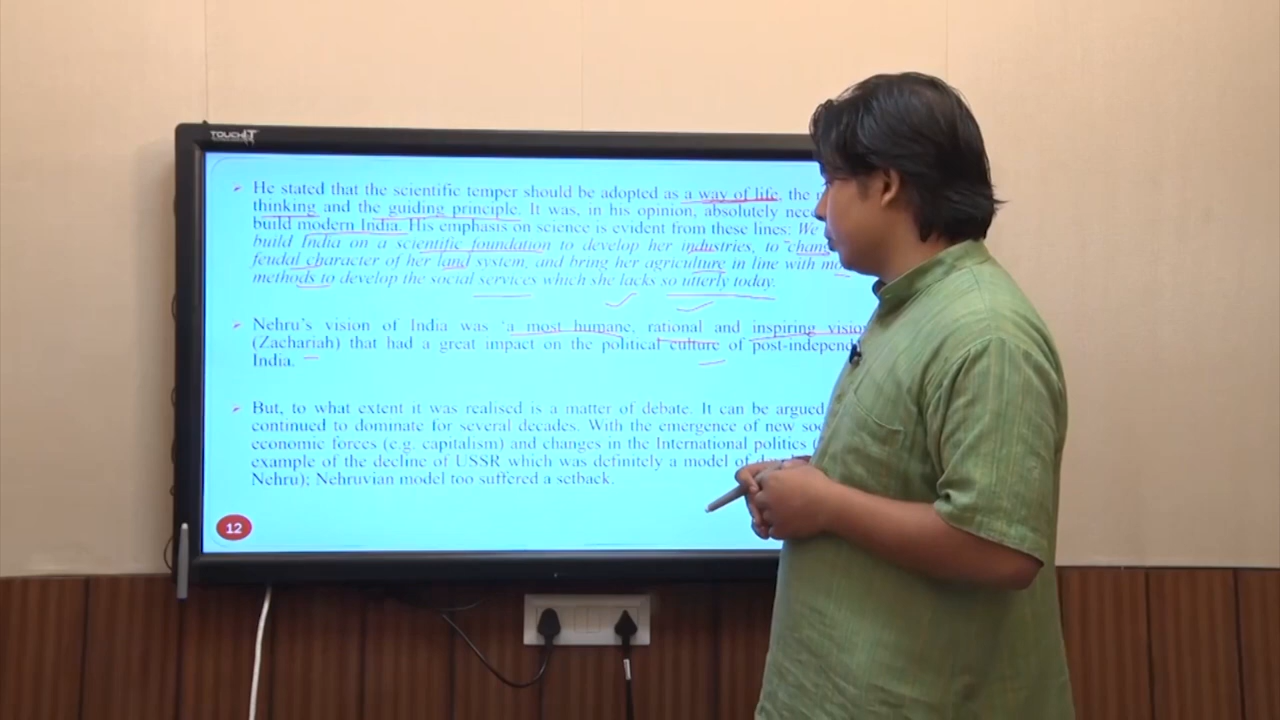 TOUCHIT
He stated that the scientific temper should be adopted as a way of life, the
thinking and the guiding principle. It was, in his opinion, absolutely
build modern India. His emphasis on science is evident from these lines: We
build India on a scientific foundation to develop her industries, to
feudal character of her land system, and bring her agriculture in line with
methods to develop the social services which she lacks so utterly today.
Nehru's vision of India was 'a most humane, rational and inspiring
(Zachariah) that had a great impact on the political culture of
India.
But, to what extent it was realised is a matter of debate. It can be argued
continued to dominate for several decades. With the emergence of new
economic forces (e.g. capitalism) and changes in the International politics
example of the decline of USSR which was definitely a model of
Nehru); Nehruvian model too suffered a setback.
12